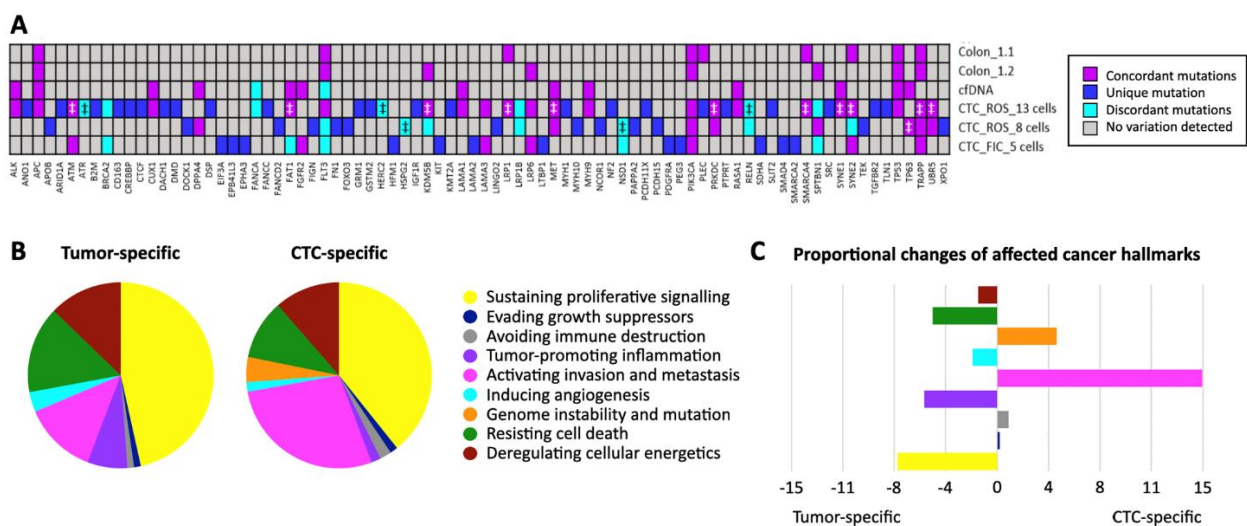 A
Colon_1.1
Colon_1.2
cfDNA
CTC_ROS_13 cells
CTC_ROS_8 cells
CTC_FIC_5 cells
ALK
ANO1
APC
APOB
ARID1A
ATM
ATR
B2M
BRCA2
CD163
CREBBP
CTCF
CUX1
DACH1
DMD
DOCK1
DPPA4
DSP
EIF3A
EPB41L3
EPHA3
FANCA
FANCC
FANCD2
FAT1
FGFR2
FIGN
FLT3
FN1
FOXO3
GRM1
GSTM2
HERC2
HFM1
HSPG2
IGF1R
KDM5B
KIT
KMT2A
LAMA1
LAMA3
LINGO2
LRP1
LRP1B
LRP6
LTBP1
MET
MYH1
MYH10
MYH9
NCOR1
NF2
NSD1
PAPPA2
PCDH11X
PCDH15
PDGFRA
PEG3
PIK3CA
PLEC
PRKDC
PTPRT
RASA1
RELN
SDHA
SLIT2
SMAD4
SMARCA2
SMARCA4
SPTBN1
SRC
SYNE1
SYNE2
TEK
TGFBR2
TLN1
TP53
TP63
TRAPP
UBR5
XPO1
Concordant mutations
Unique mutation
Discordant mutations
No variation detected
B
Tumor-specific
CTC-specific
Sustaining proliferative signalling
Evading growth suppressors
Avoiding immune destruction
Tumor-promoting inflammation
Activating invasion and metastasis
Inducing angiogenesis
Genome instability and mutation
Resisting cell death
Deregulating cellular energetics
C
Proportional changes of affected cancer hallmarks
-15 -11 -8 -4 0 4 8 11 15
Tumor-specific CTC-specific